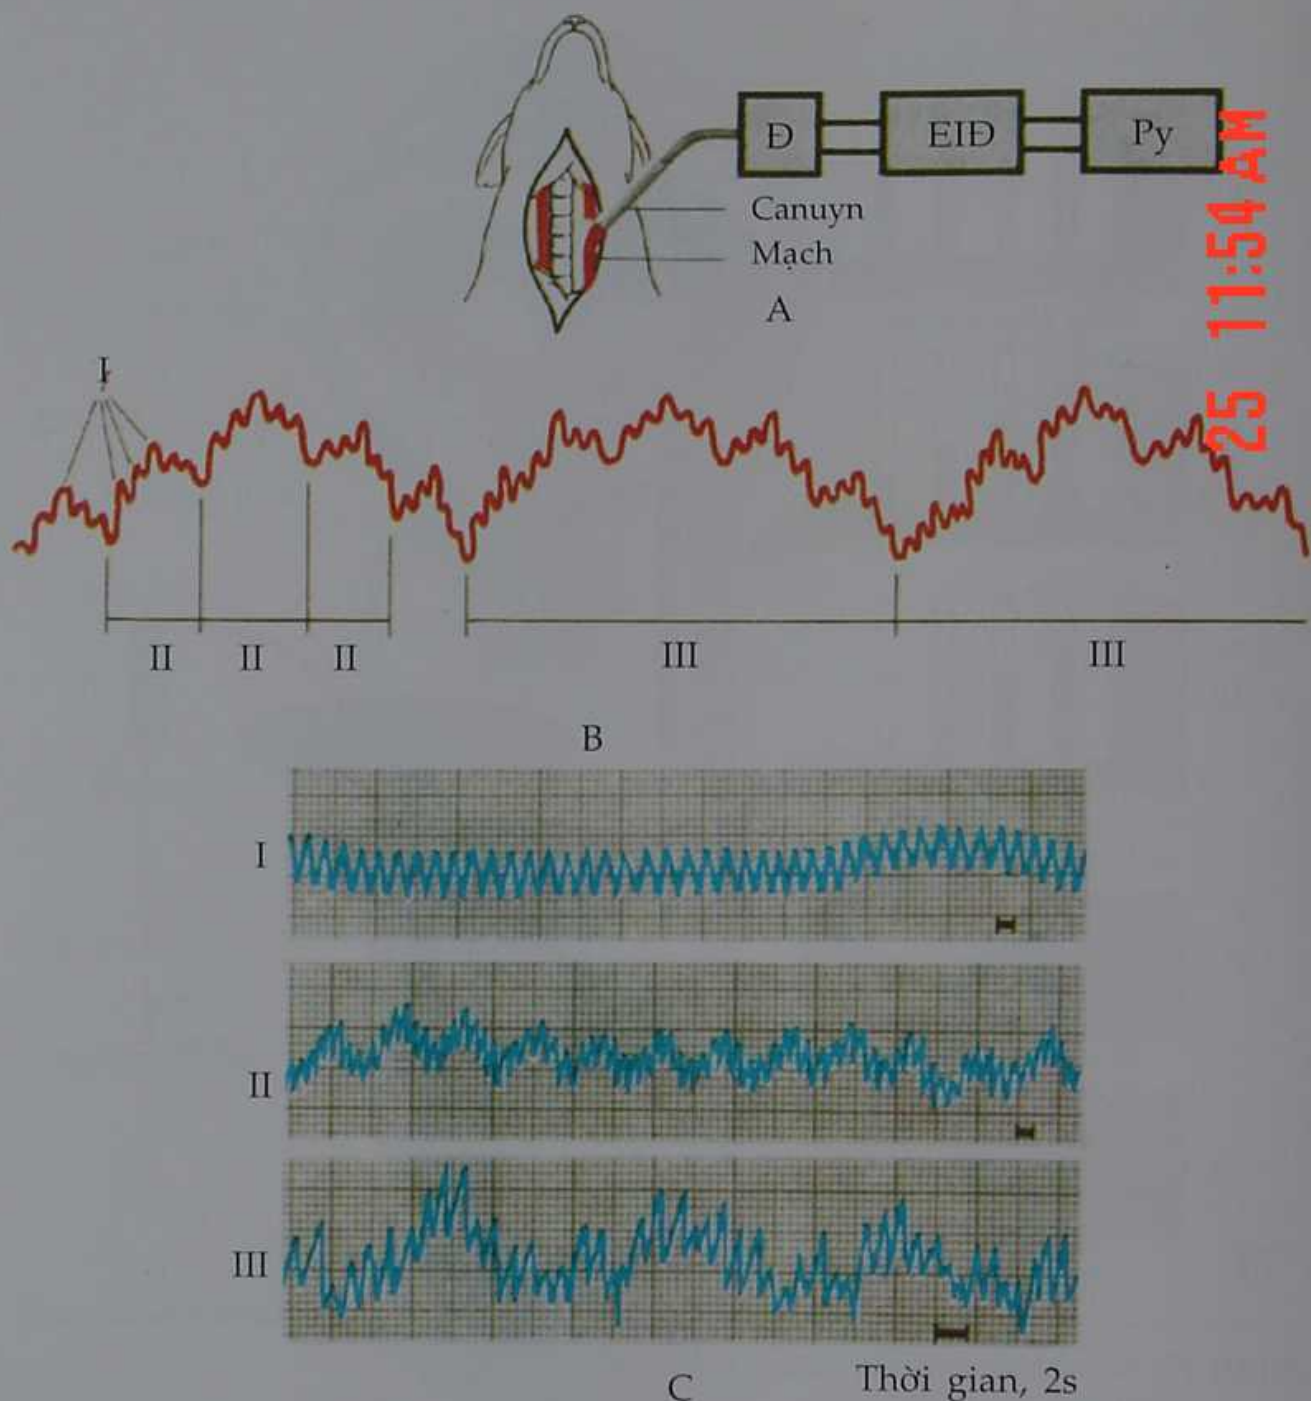 Đ EIĐ Py
Canuyn
Mạch
A
25 11:54 AM
I
II II II III III
B
I
II
III
Thời gian, 2s
C